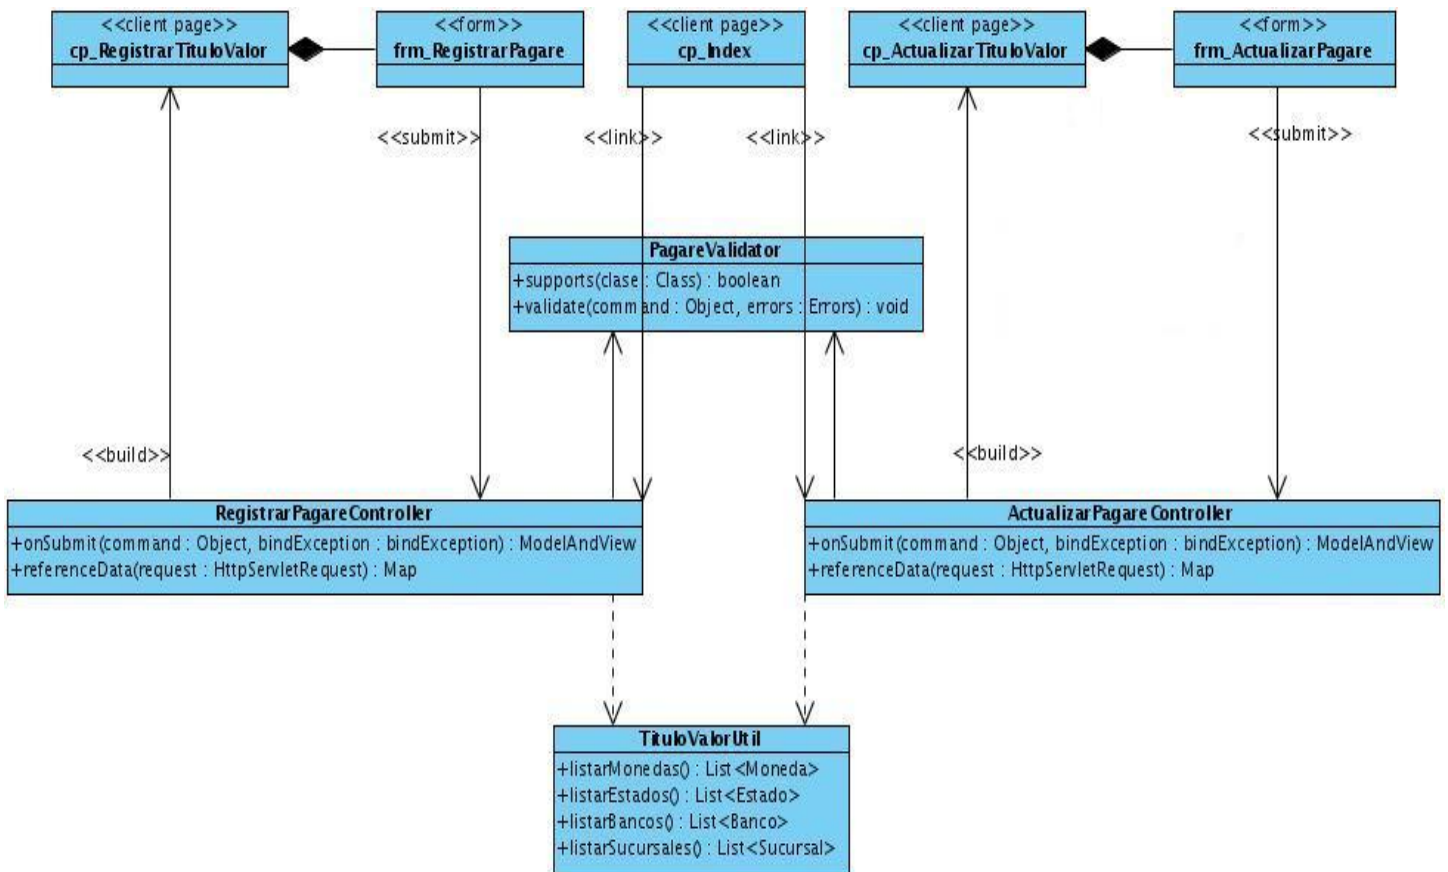 <<client page>>
cp_RegistrarTituloValor
<<form>>
frm_RegistrarPagare
<<client page>>
cp_Index
<<client page>>
cp_ActualizarTituloValor
<<form>>
frm_ActualizarPagare
<<submit>>
<<link>>
<<link>>
<<submit>>
PagareValidator
+supports(clase : Class) : boolean
+validate(command : Object, errors : Errors) : void
<<build>>
<<build>>
RegistrarPagareController
+onSubmit(command : Object, bindException : bindException) : ModelAndView
+referenceData(request : HttpServletRequest) : Map
ActualizarPagareController
+onSubmit(command : Object, bindException : bindException) : ModelAndView
+referenceData(request : HttpServletRequest) : Map
TituloValorUtil
+listarMonedas() : List<Moneda>
+listarEstados() : List<Estado>
+listarBancos() : List<Banco>
+listarSucursales() : List<Sucursal>